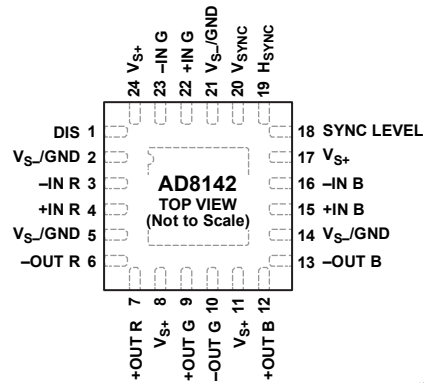 24 VS+
23 –IN G
22 +IN G
21 VS–/GND
20 VSYNC
19 HSYNC
DIS 1
VS–/GND 2
–IN R 3
+IN R 4
VS–/GND 5
–OUT R 6
AD8142
TOP VIEW
(Not to Scale)
18 SYNC LEVEL
17 VS+
16 –IN B
15 +IN B
14 VS–/GND
13 –OUT B
+OUT R 7
VS+ 8
+OUT G 9
–OUT G 10
VS+ 11
+OUT B 12